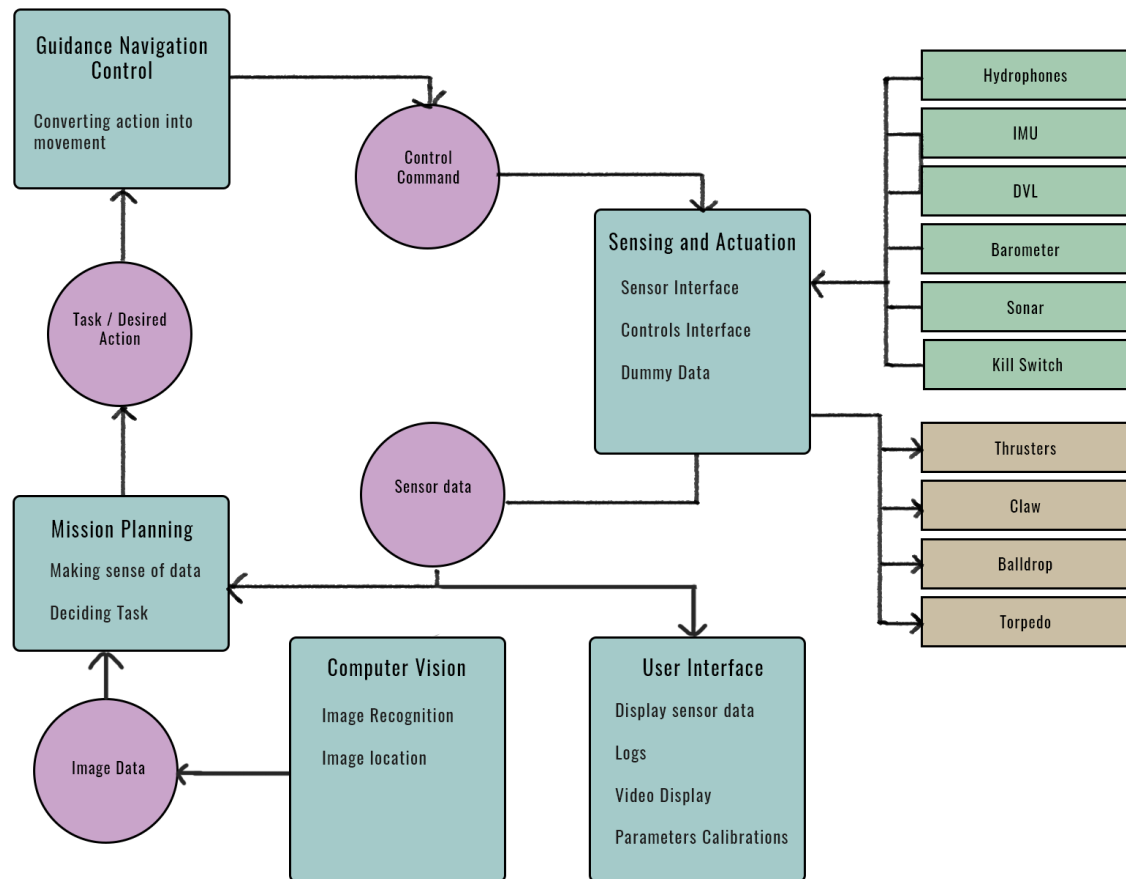 Guidance Navigation
Control
Converting action into
movement
Control
Command
Hydrophones
IMU
DVL
Barometer
Sonar
Kill Switch
Sensing and Actuation
Sensor Interface
Controls Interface
Dummy Data
Task / Desired
Action
Thrusters
Claw
Balldrop
Torpedo
Sensor data
Mission Planning
Making sense of data
Deciding Task
Computer Vision
Image Recognition
Image location
User Interface
Display sensor data
Logs
Video Display
Parameters Calibrations
Image Data